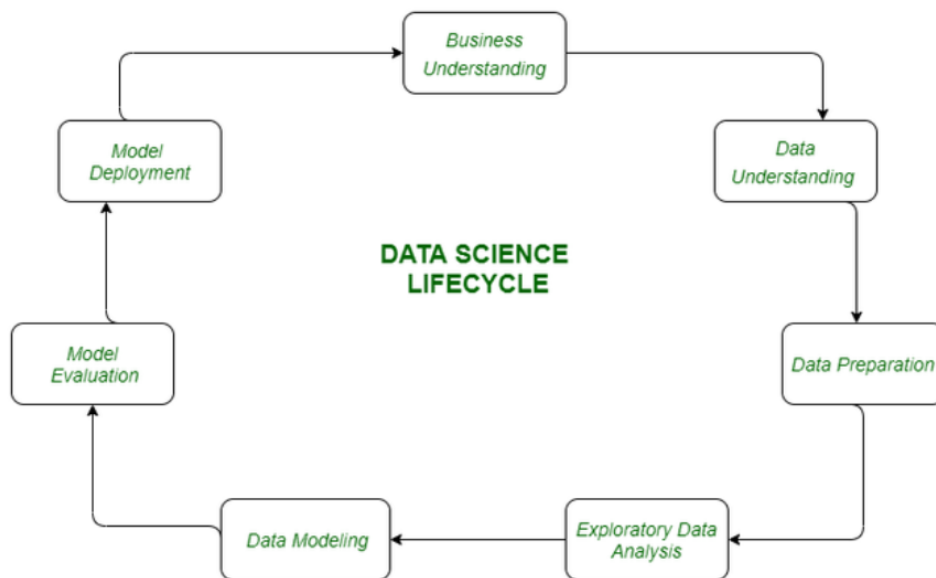 Business
Understanding
Data
Understanding
Data Preparation
Exploratory Data
Analysis
Data Modeling
Model
Evaluation
Model
Deployment
DATA SCIENCE
LIFECYCLE